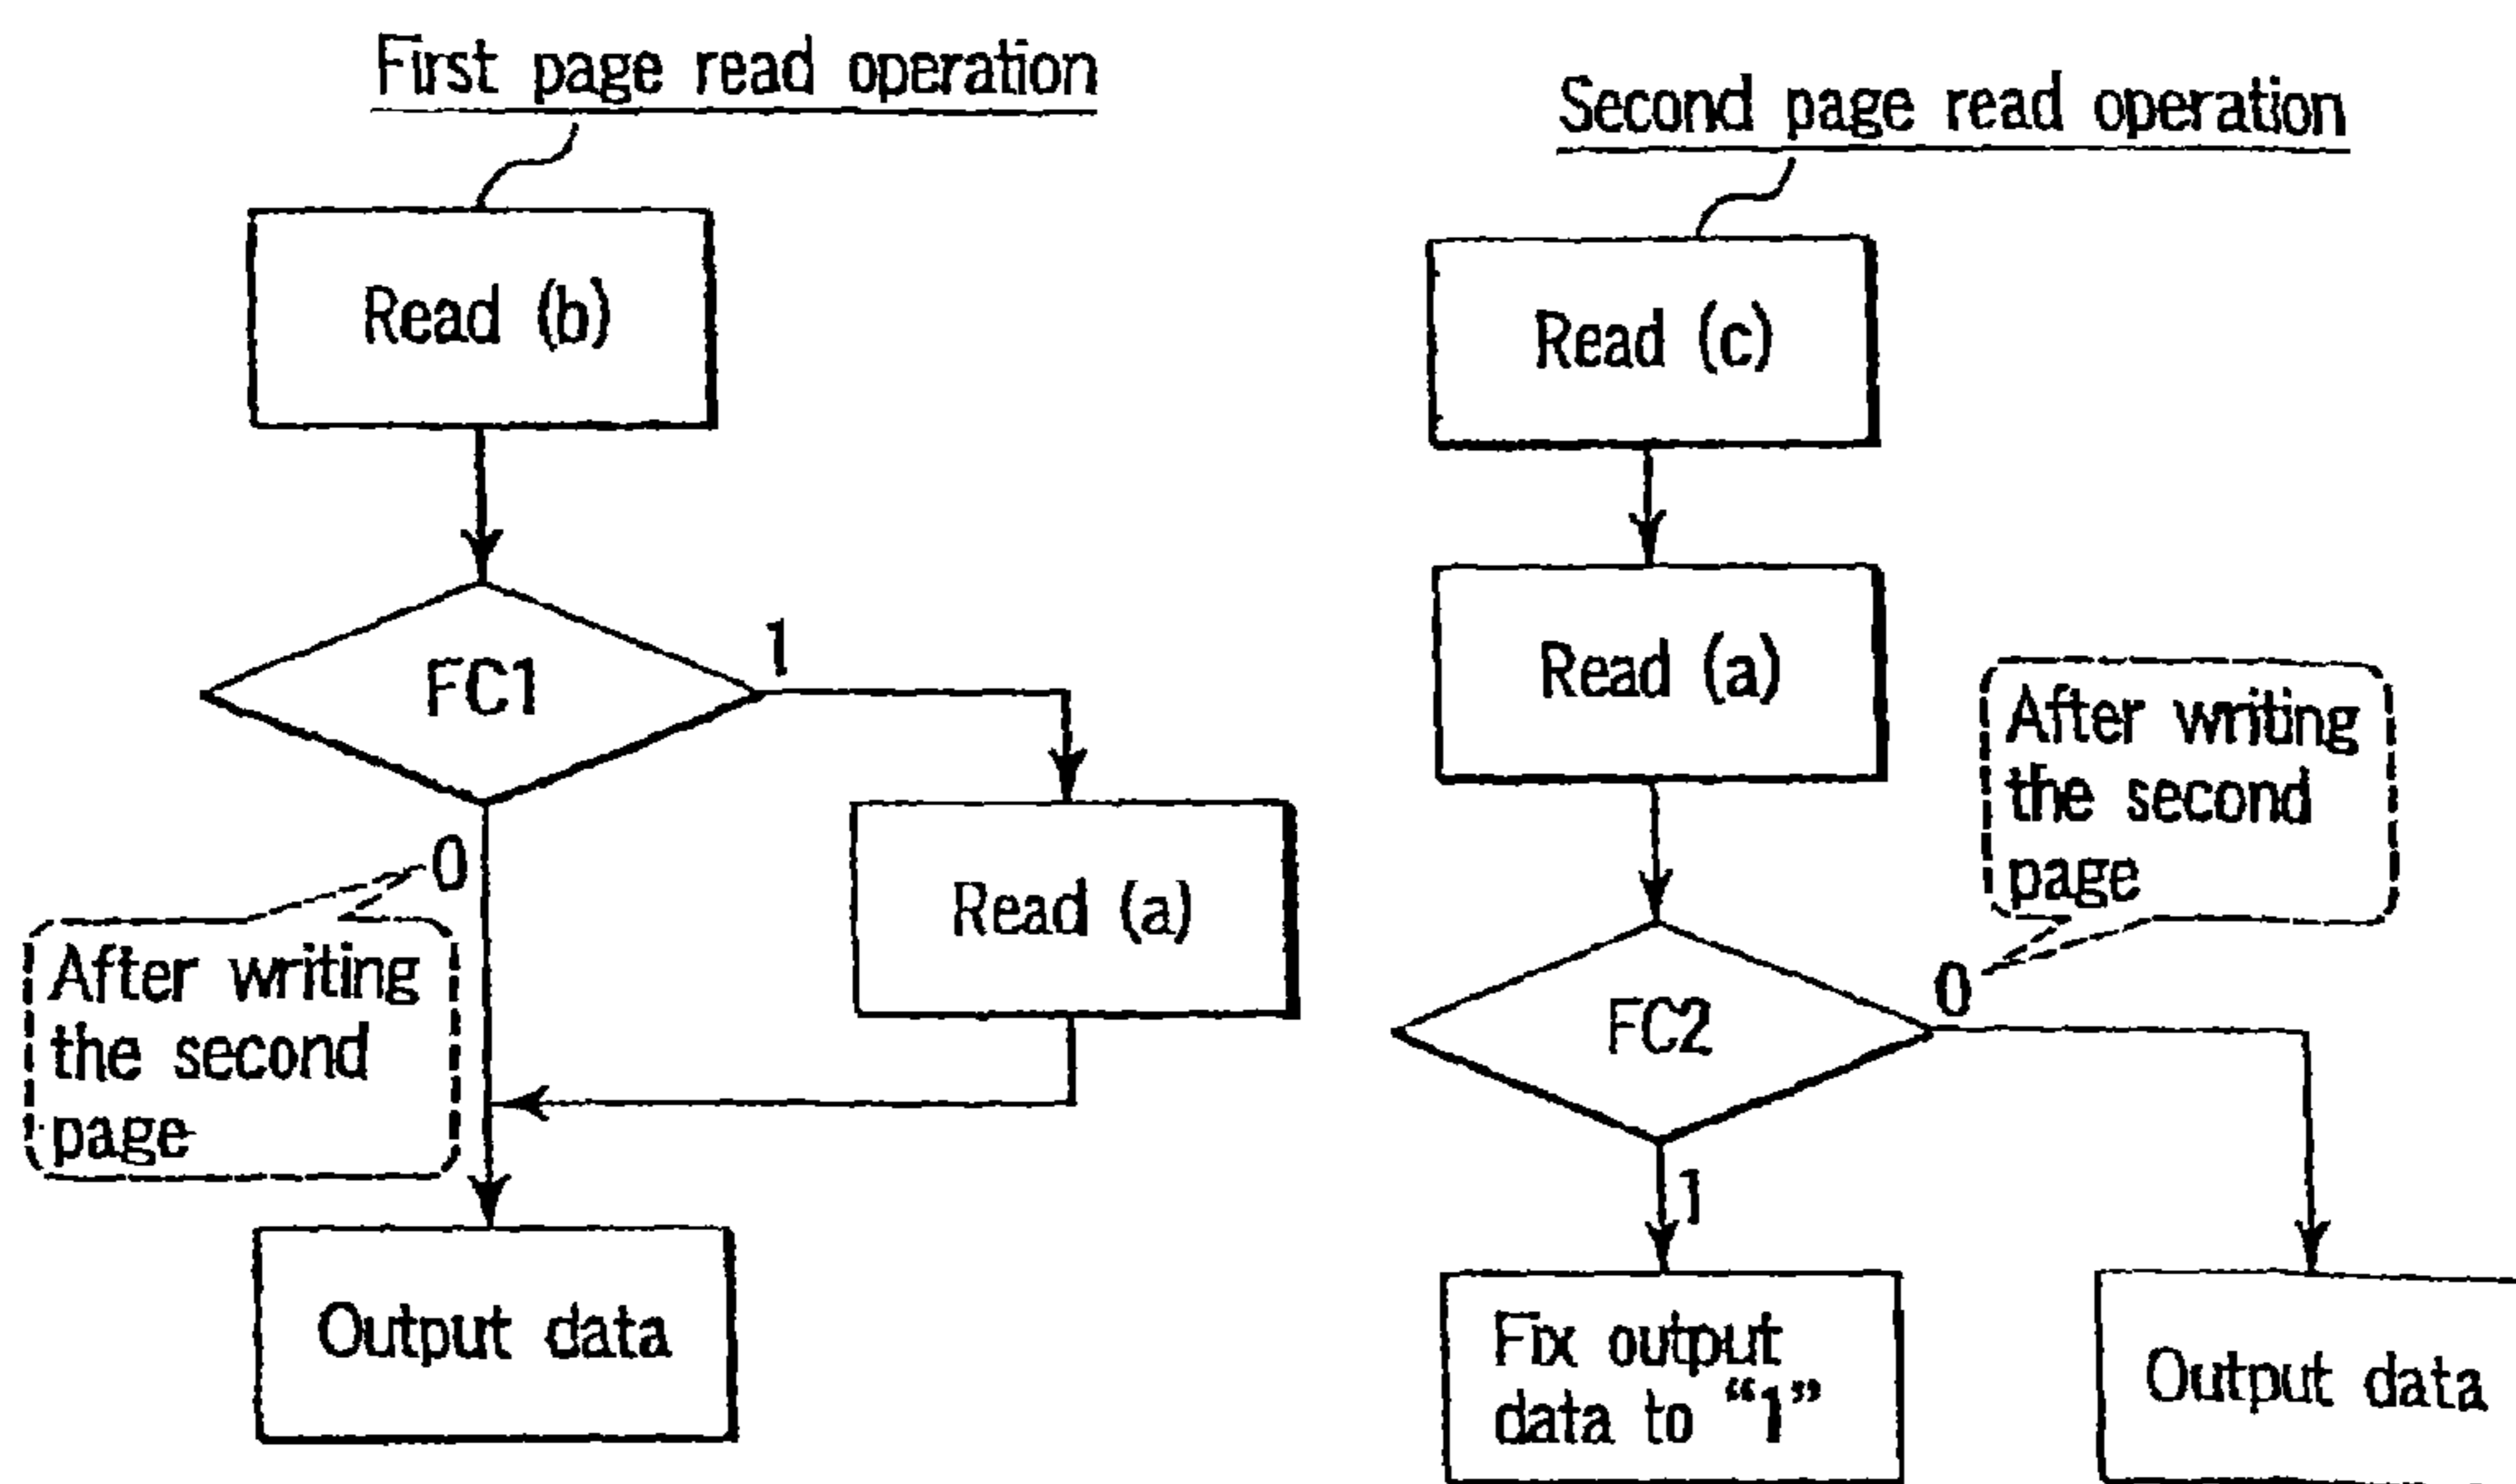 First page read operation
Read (b)
FC1
1
0
Read (a)
After writing
the second
page
Output data
Second page read operation
Read (c)
Read (a)
After writing
the second
page
FC2
0
1
Fix output
data to “1”
Output data